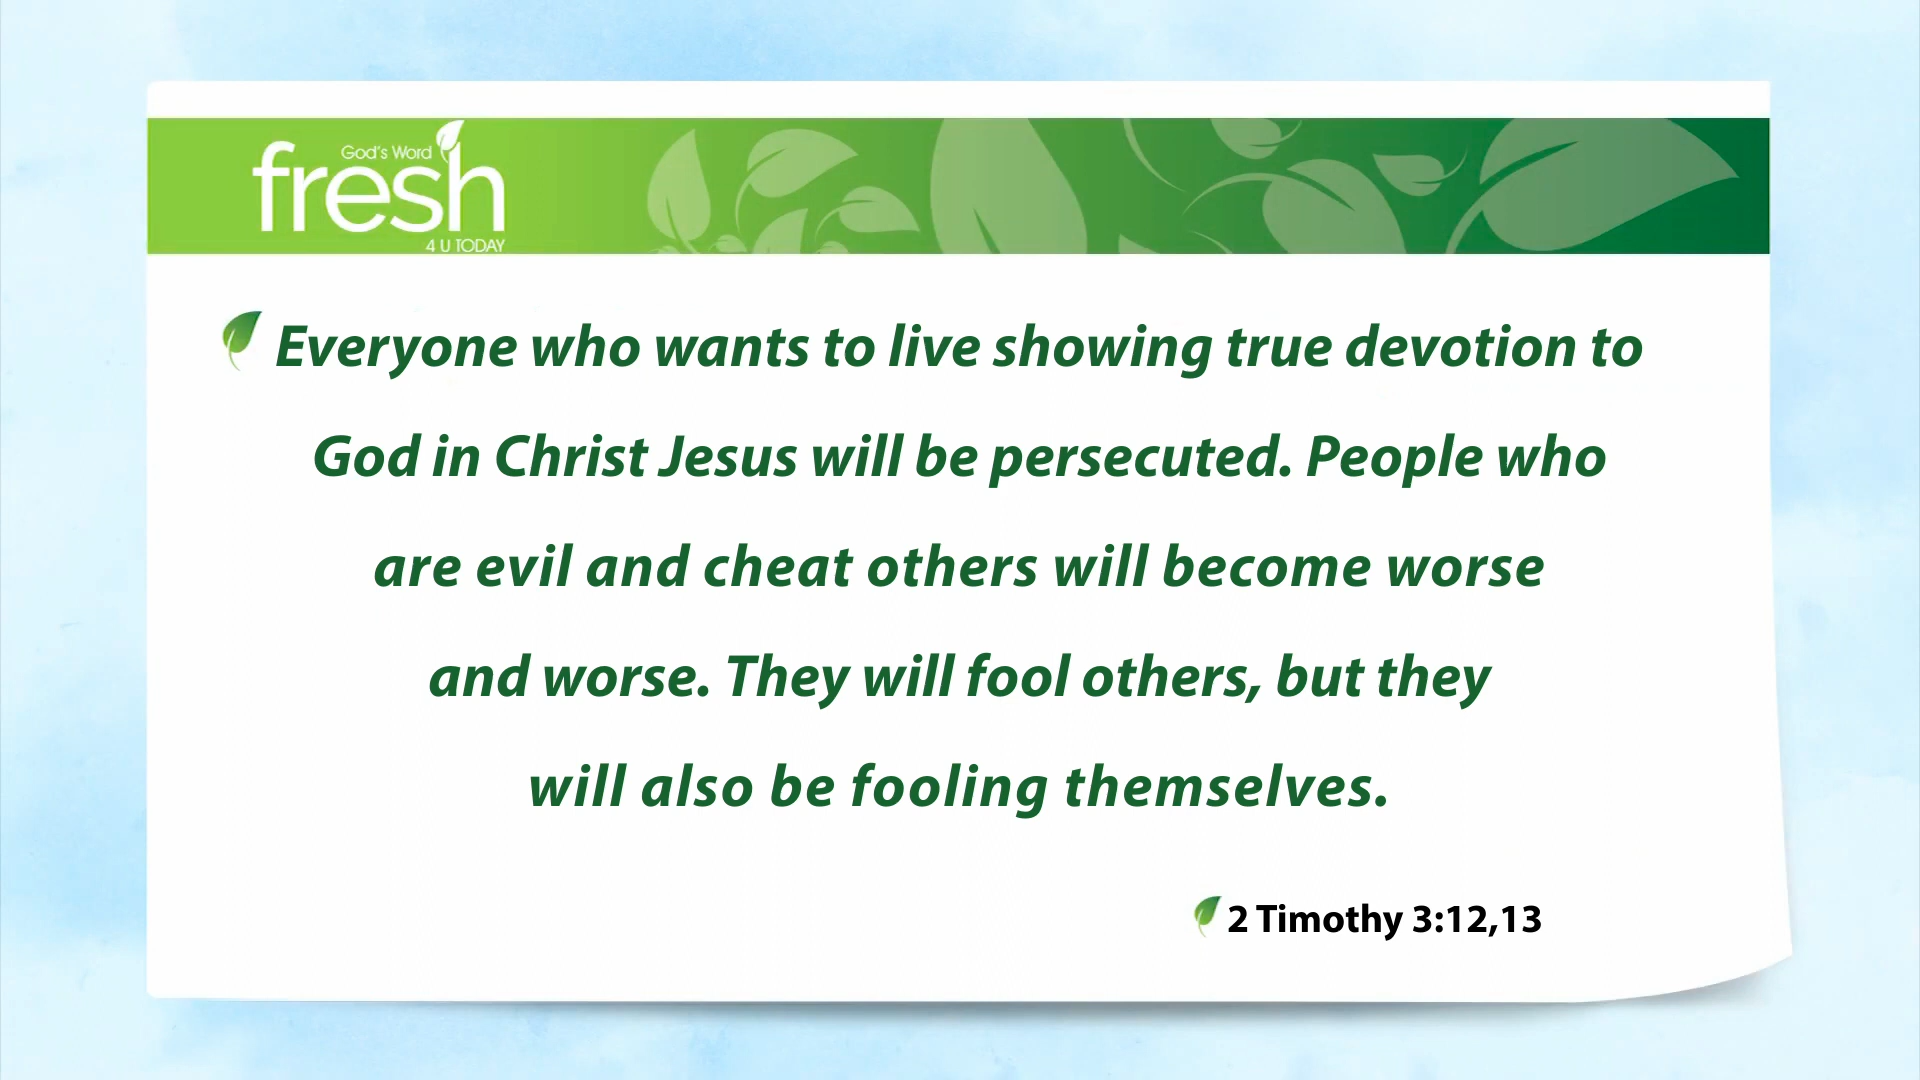 God's Word
fresh
4 U TODAY
Everyone who wants to live showing true devotion to
God in Christ Jesus will be persecuted. People who
are evil and cheat others will become worse
and worse. They will fool others, but they
will also be fooling themselves.
2 Timothy 3:12,13